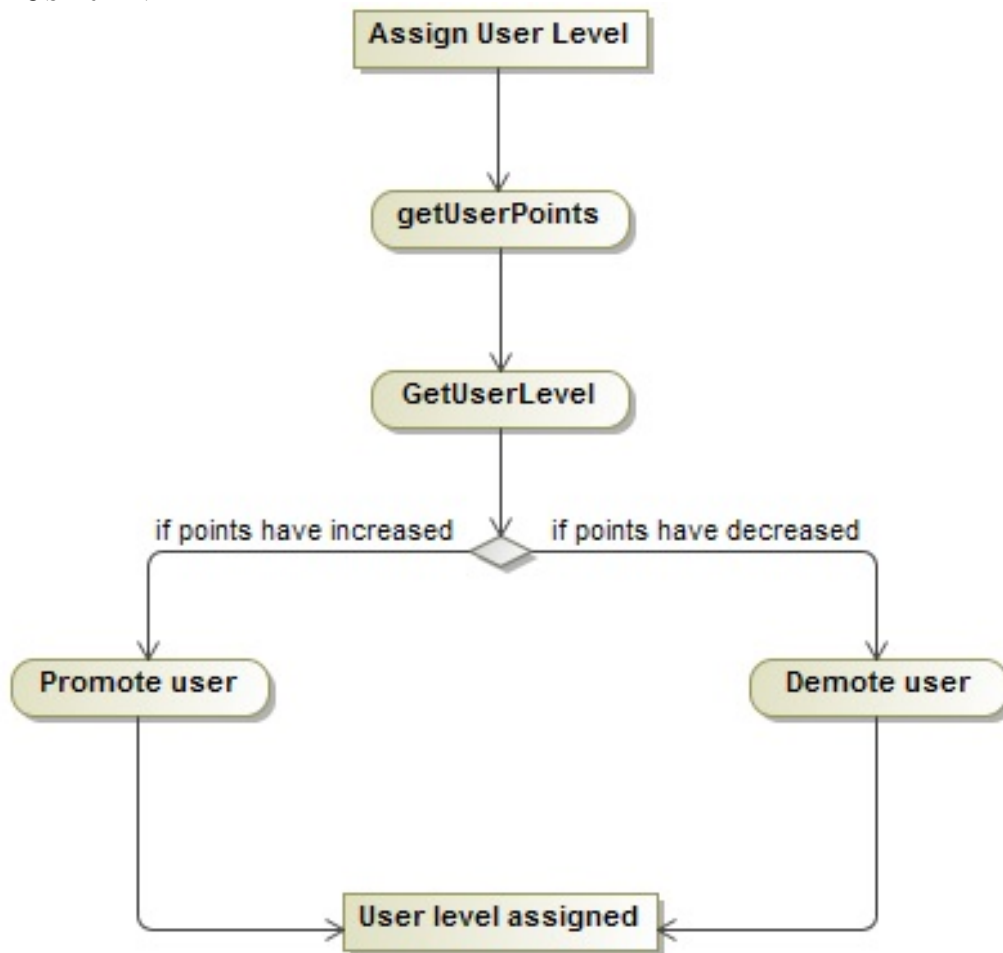 Assign User Level
getUserPoints
GetUserLevel
if points have increased
if points have decreased
Promote user
Demote user
User level assigned